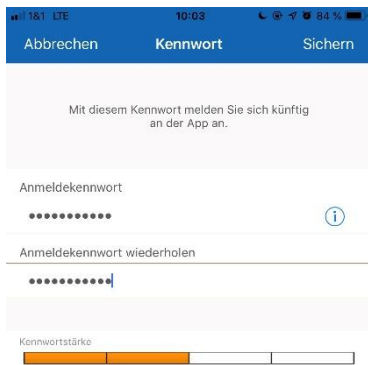 1&1 LTE 10:03 84 %
Abbrechen Kennwort Sichern
Mit diesem Kennwort melden Sie sich künftig
an der App an.
Anmeldekennwort
•••••••••••
Anmeldekennwort wiederholen
•••••••••••
Kennwortstärke